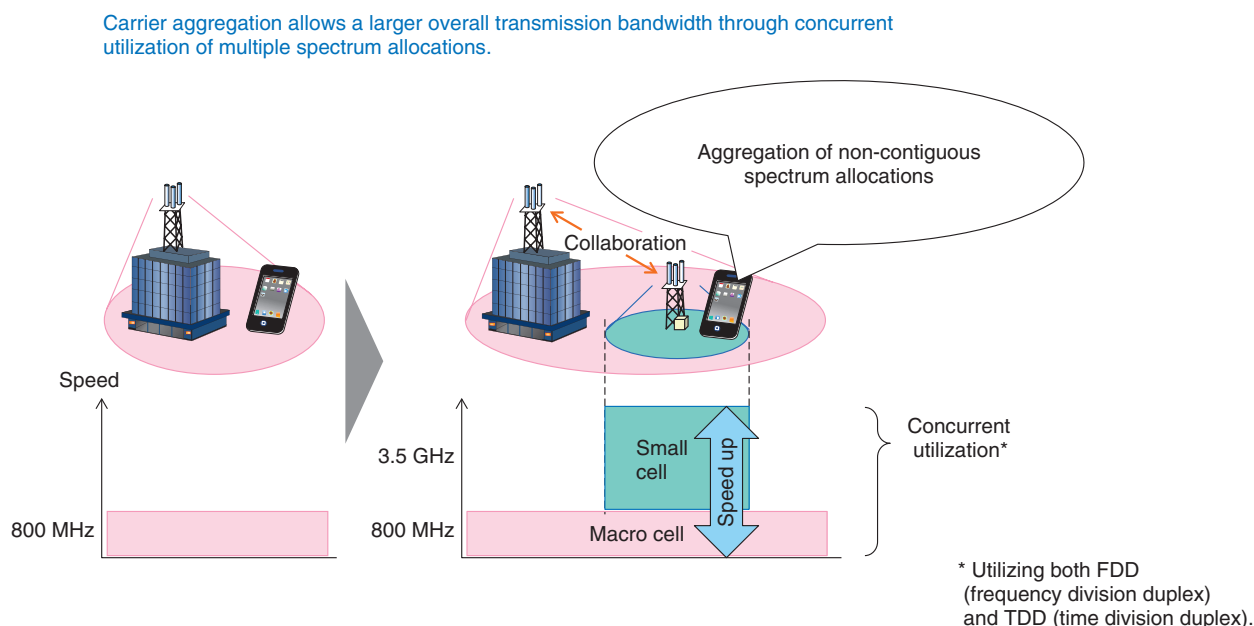 Carrier aggregation allows a larger overall transmission bandwidth through concurrent
utilization of multiple spectrum allocations.
Aggregation of non-contiguous
spectrum allocations
Collaboration
Speed
800 MHz
3.5 GHz
800 MHz
Small
cell
Speed up
Macro cell
Concurrent
utilization*
* Utilizing both FDD
(frequency division duplex)
and TDD (time division duplex).